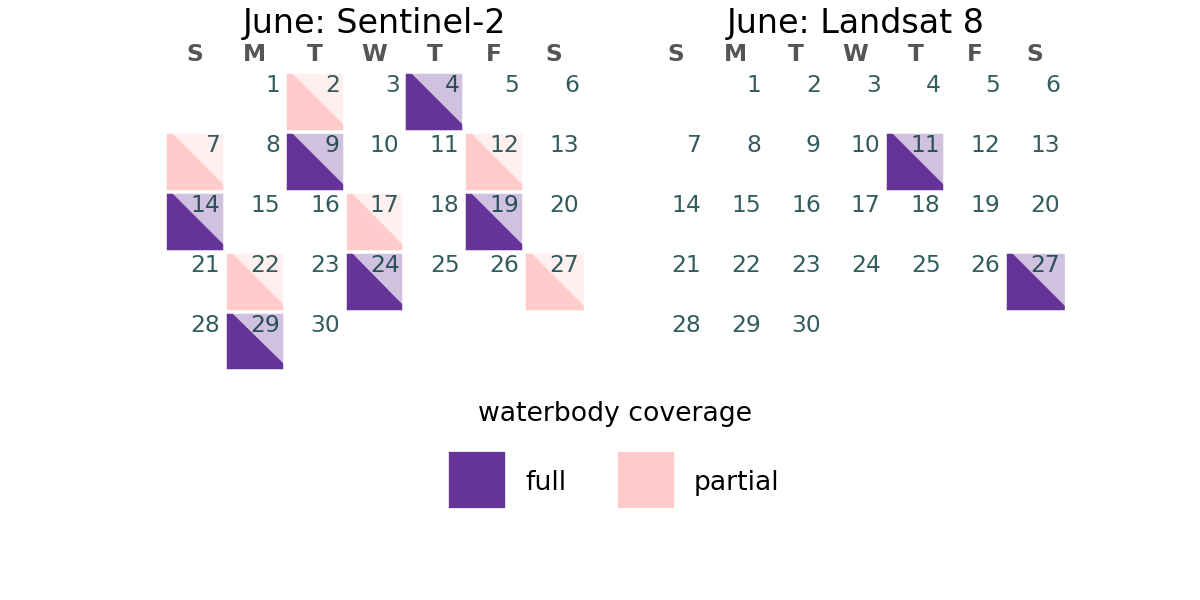 June: Sentinel-2
S M T W T F S
1 2 3 4 5 6
7 8 9 10 11 12 13
14 15 16 17 18 19 20
21 22 23 24 25 26 27
28 29 30
June: Landsat 8
S M T W T F S
1 2 3 4 5 6
7 8 9 10 11 12 13
14 15 16 17 18 19 20
21 22 23 24 25 26 27
28 29 30
waterbody coverage
full
partial